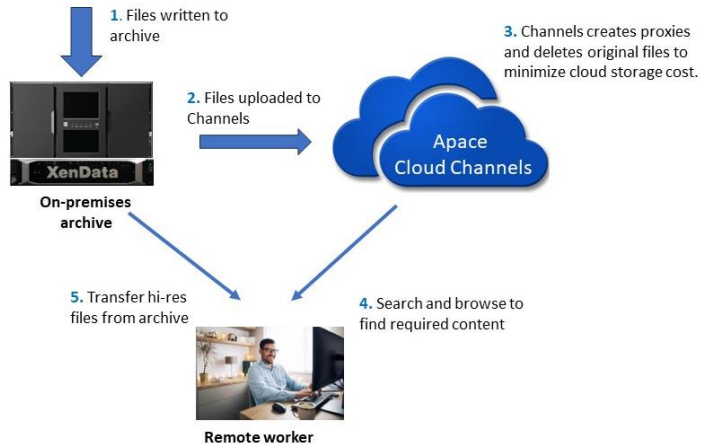 1. Files written to
archive
3. Channels creates proxies
and deletes original files to
minimize cloud storage cost.
2. Files uploaded to
Channels
Apace
Cloud Channels
XenData
On-premises
archive
5. Transfer hi-res
files from archive
4. Search and browse to
find required content
Remote worker